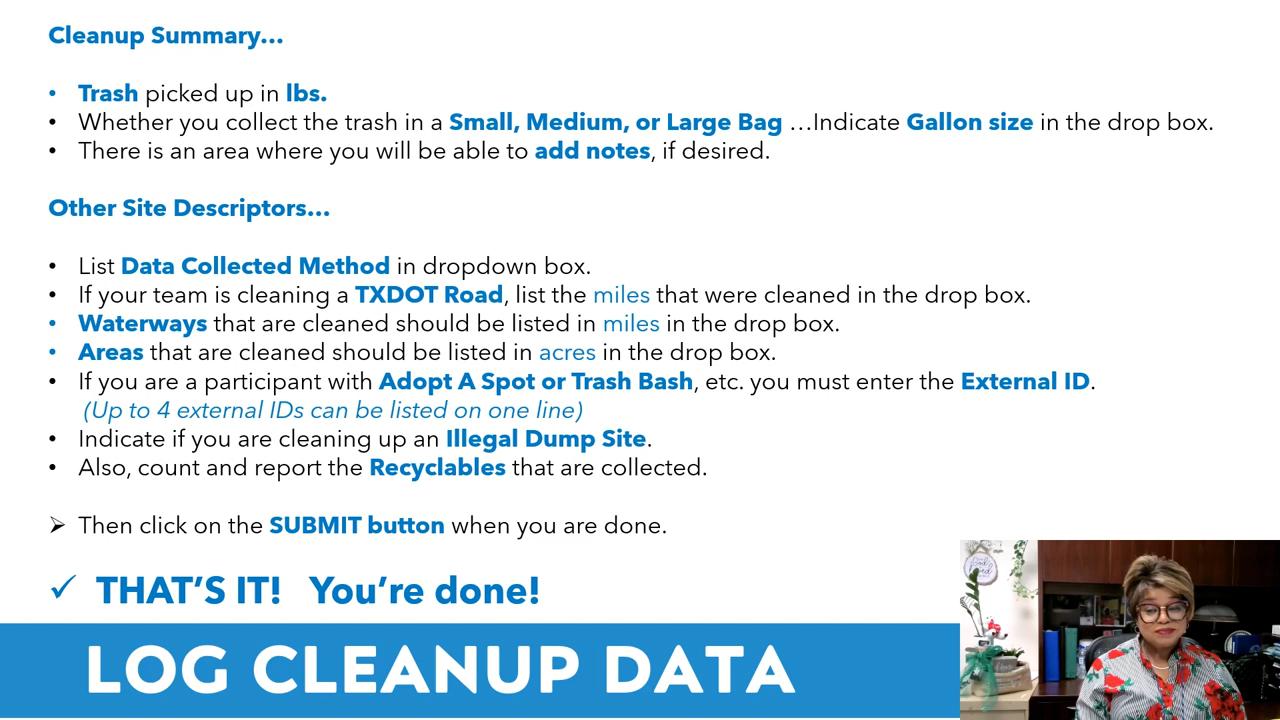 Cleanup Summary...
• Trash picked up in lbs.
• Whether you collect the trash in a Small, Medium, or Large Bag ...Indicate Gallon size in the drop box.
• There is an area where you will be able to add notes, if desired.
Other Site Descriptors...
• List Data Collected Method in dropdown box.
• If your team is cleaning a TXDOT Road, list the miles that were cleaned in the drop box.
• Waterways that are cleaned should be listed in miles in the drop box.
• Areas that are cleaned should be listed in acres in the drop box.
• If you are a participant with Adopt A Spot or Trash Bash, etc. you must enter the External ID.
(Up to 4 external IDs can be listed on one line)
• Indicate if you are cleaning up an Illegal Dump Site.
• Also, count and report the Recyclables that are collected.
➢ Then click on the SUBMIT button when you are done.
✓ THAT'S IT! You're done!
LOG CLEANUP DATA